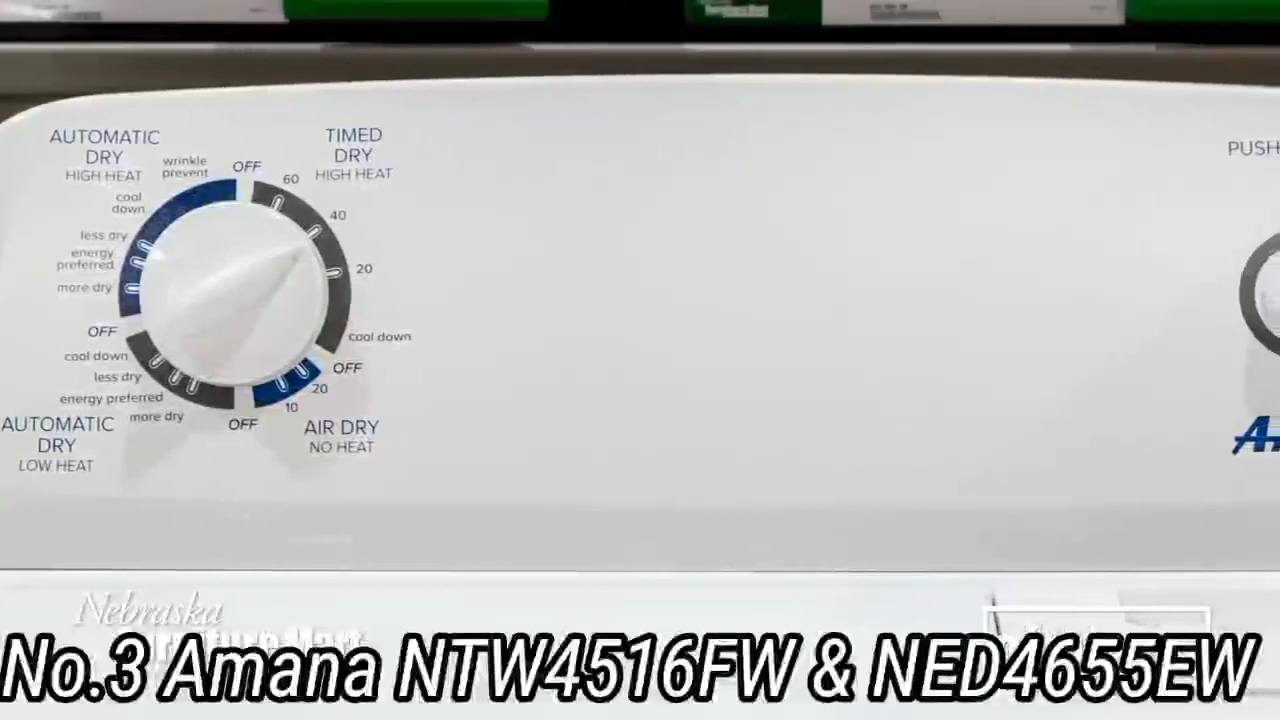 AUTOMATIC
DRY
HIGH HEAT
wrinkle
prevent
OFF
TIMED
DRY
HIGH HEAT
60
cool
down
40
less dry
energy
preferred
20
more dry
OFF
cool down
cool down
OFF
less dry
20
energy preferred
10
more dry
OFF
AUTOMATIC
DRY
LOW HEAT
AIR DRY
NO HEAT
PUSH
Nebraska
No.3 Amana NTW4516FW & NED4655EW